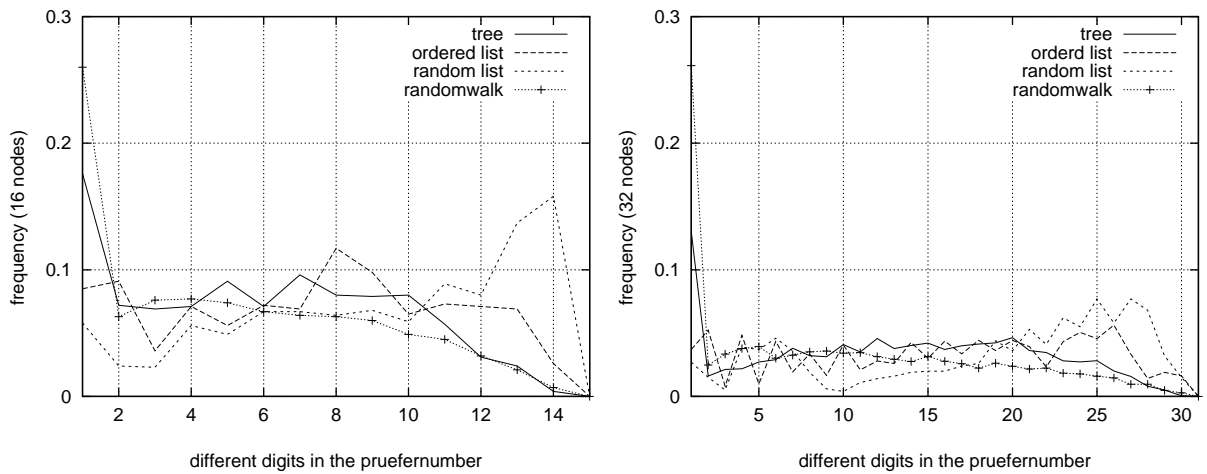 0.3
0.2
0.1
0
2 4 6 8 10 12 14
frequency (16 nodes)
different digits in the pruefernumber
tree
ordered list
random list
randomwalk
0.3
0.2
0.1
0
5 10 15 20 25 30
frequency (32 nodes)
different digits in the pruefernumber
tree
orderd list
random list
randomwalk